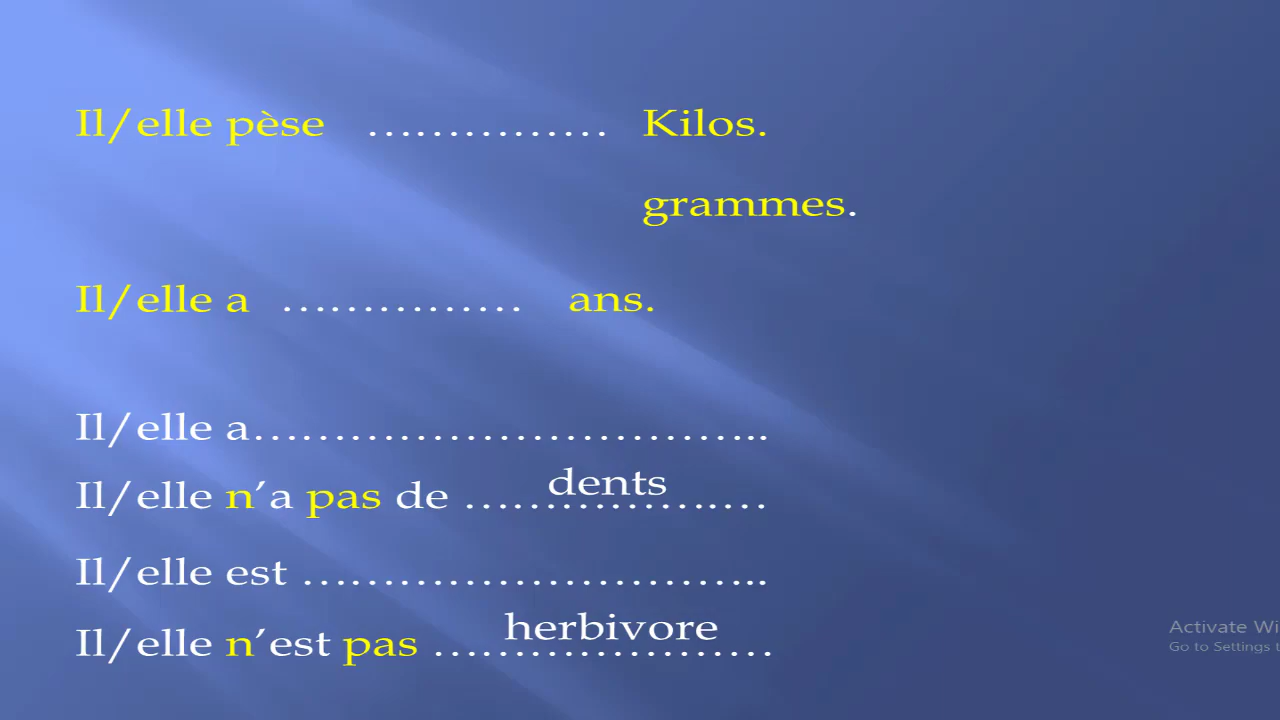 Il/elle pèse …………… Kilos.
grammes.
Il/elle a …………… ans.
Il/elle a…………………………..
Il/elle n’a pas de ……………….…
dents
Il/elle est ………………………..
Il/elle n’est pas …………………
herbivore
Activate Wi
Go to Settings t